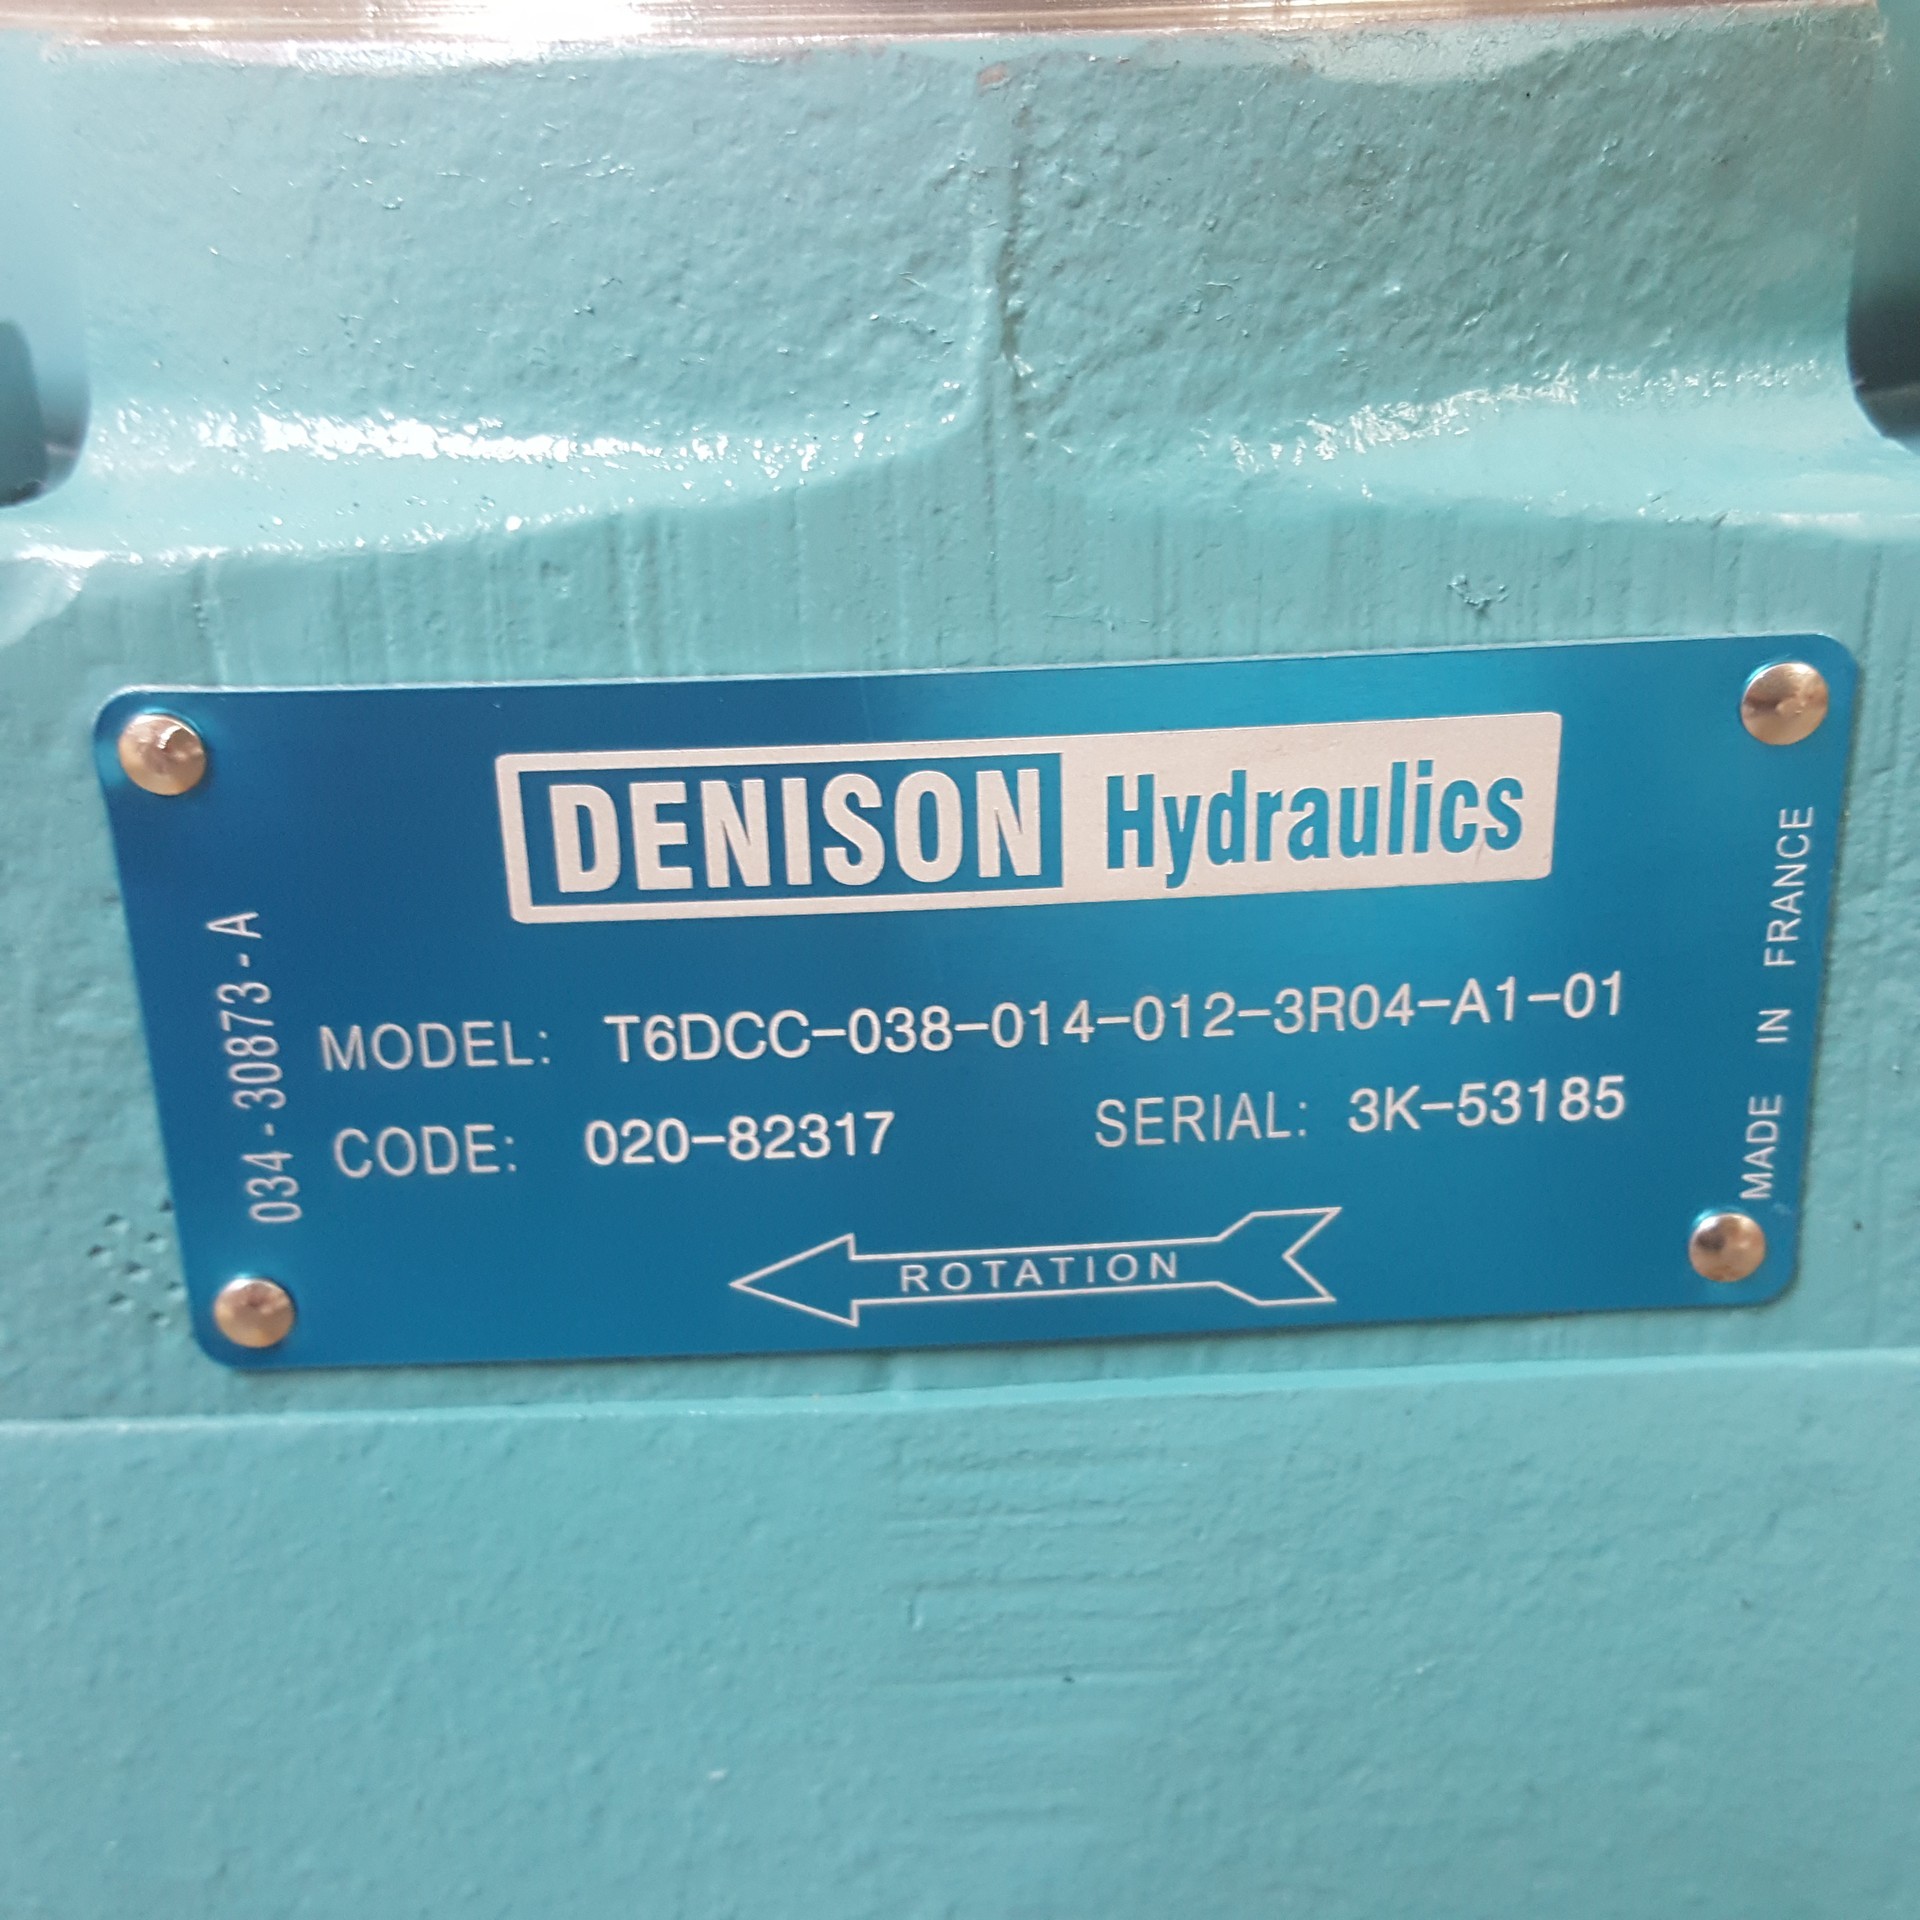 DENISON Hydraulics
034-30873-A
MODEL: T6DCC-038-014-012-3R04-A1-01
CODE: 020-82317 SERIAL: 3K-53185
ROTATION
MADE IN FRANCE